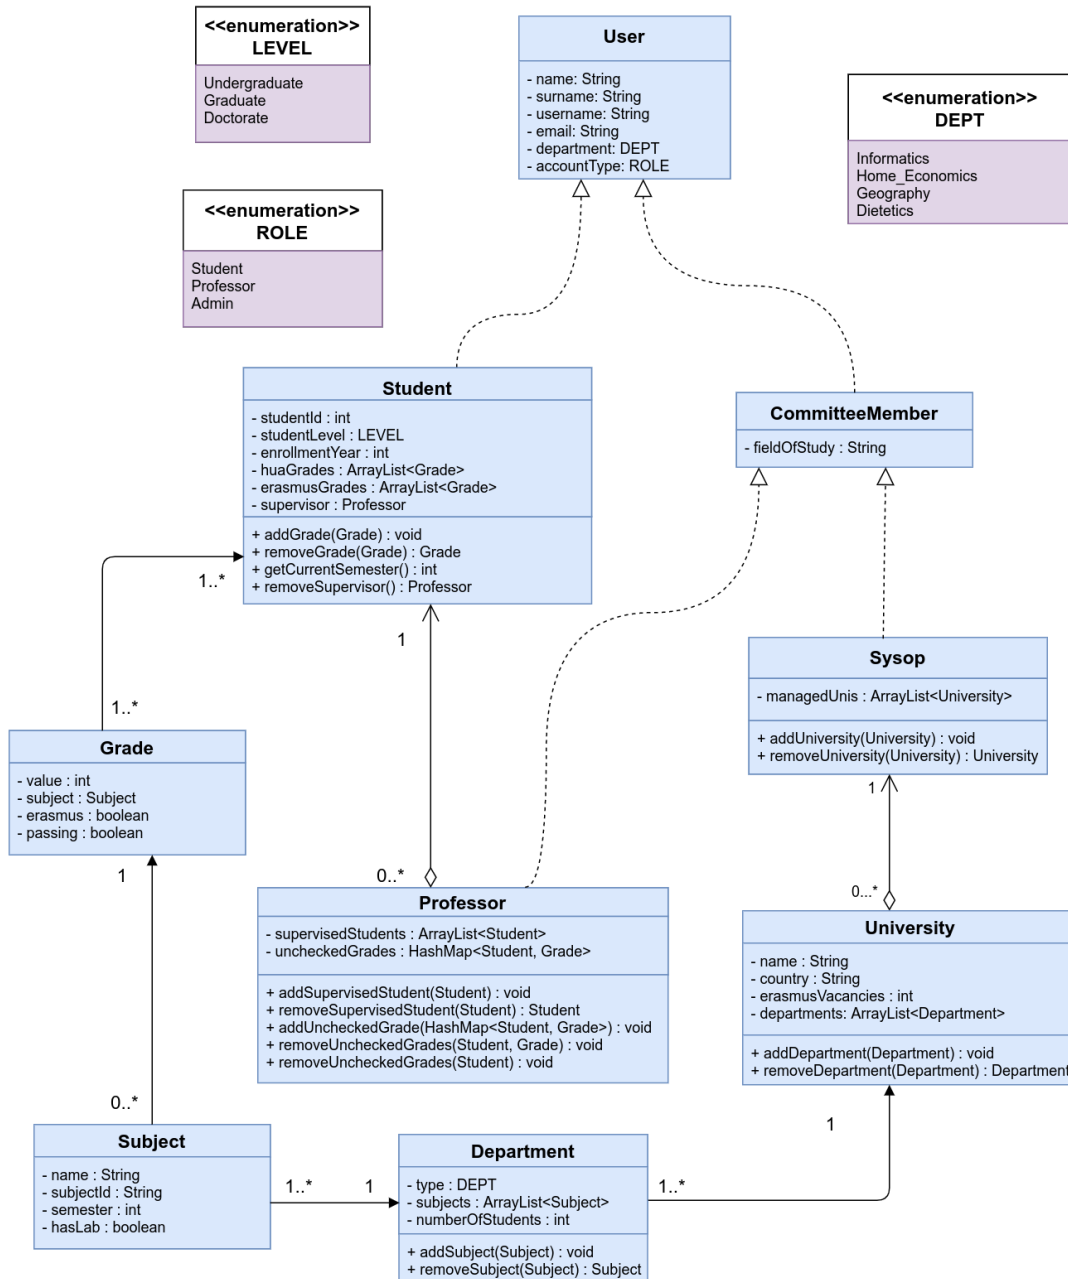 <<enumeration>>
LEVEL
Undergraduate
Graduate
Doctorate
User
- name: String
- surname: String
- username: String
- email: String
- department: DEPT
- accountType: ROLE
<<enumeration>>
DEPT
Informatics
Home_Economics
Geography
Dietetics
<<enumeration>>
ROLE
Student
Professor
Admin
Student
- studentId : int
- studentLevel : LEVEL
- enrollmentYear : int
- huaGrades : ArrayList<Grade>
- erasmusGrades : ArrayList<Grade>
- supervisor : Professor
+ addGrade(Grade) : void
+ removeGrade(Grade) : Grade
+ getCurrentSemester() : int
+ removeSupervisor() : Professor
CommitteeMember
- fieldOfStudy : String
1..*
1
Sysop
- managedUnis : ArrayList<University>
+ addUniversity(University) : void
+ removeUniversity(University) : University
1..*
Grade
- value : int
- subject : Subject
- erasmus : boolean
- passing : boolean
1
1
0..*
0...*
Professor
- supervisedStudents : ArrayList<Student>
- uncheckedGrades : HashMap<Student, Grade>
+ addSupervisedStudent(Student) : void
+ removeSupervisedStudent(Student) : Student
+ addUncheckedGrade(HashMap<Student, Grade>) : void
+ removeUncheckedGrades(Student, Grade) : void
+ removeUncheckedGrades(Student) : void
University
- name : String
- country : String
- erasmusVacancies : int
- departments: ArrayList<Department>
+ addDepartment(Department) : void
+ removeDepartment(Department) : Department
0..*
1
Subject
- name : String
- subjectId : String
- semester : int
- hasLab : boolean
1..*
1
Department
- type : DEPT
- subjects : ArrayList<Subject>
- numberOfStudents : int
+ addSubject(Subject) : void
+ removeSubject(Subject) : Subject
1..*